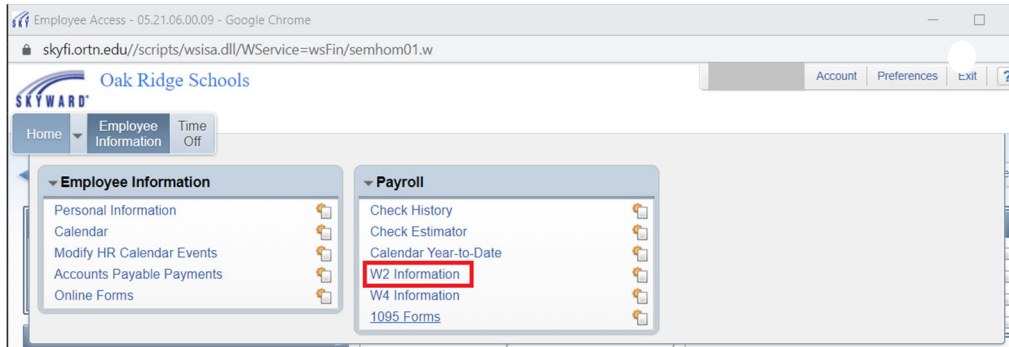 Employee Access - 05.21.06.00.09 - Google Chrome
skyfi.ortn.edu//scripts/wsisa.dll/WService=wsFin/semhom01.w
SKYWARD®
Oak Ridge Schools
Account Preferences Exit ?
Home
Employee Information
Time Off
Employee Information
Personal Information
Calendar
Modify HR Calendar Events
Accounts Payable Payments
Online Forms
Payroll
Check History
Check Estimator
Calendar Year-to-Date
W2 Information
W4 Information
1095 Forms